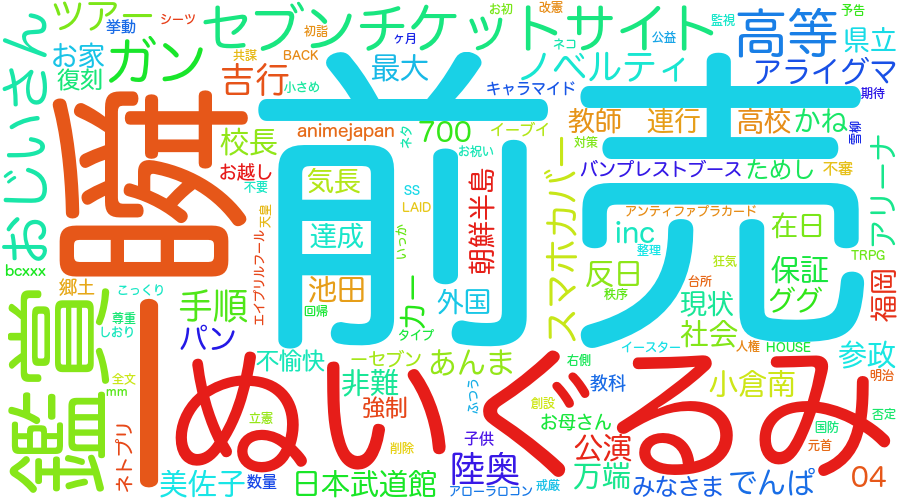 ツアー
挙動
シーツ
セブンチケットサイト
お初
改憲
監視
予告
初詣
ケ月
ネコ
公益
高等
県立
お家
ガン
共謀
BACK
最大
ノベルティ
アライグマ
復刻
吉行
小さめ
キャラマイド
期待
おじぃさん
瞬一
前売
校長
animejapan
ネタ
700
イーブイ
教師 連行
高校
かね
対策
お越し
お祝い
バンプレストブース
ためし
不審
アリーナ
不要
気長
SS
朝鮮半島
スマホカバー
LAID
アンティファプラカード
天皇
達成
いっか
inc
在日
整理
TRPG
bcxxx
エイプリルフール
狂気
反日
保証
台所
郷土
こっくり
池田
外国
秩序
現状
ググ
福岡
手順
回帰
カー
尊重
しおり
パン
タイプ
社会
イースター
人権
HOUSE
参政
鑑賞
不愉快
ーセブン
あんま
右側
教科
小倉南
明治
全文
mm
非難
強制
ふつう
創設
お母さん
否定
ぬいぐるみ
立憲
ネトプリ
子供
公演
国防
元首
削除
美佐子
数量
日本武道館
陸奥
アローラロコン
戒厳
万端
みなさま
でんぱ
04